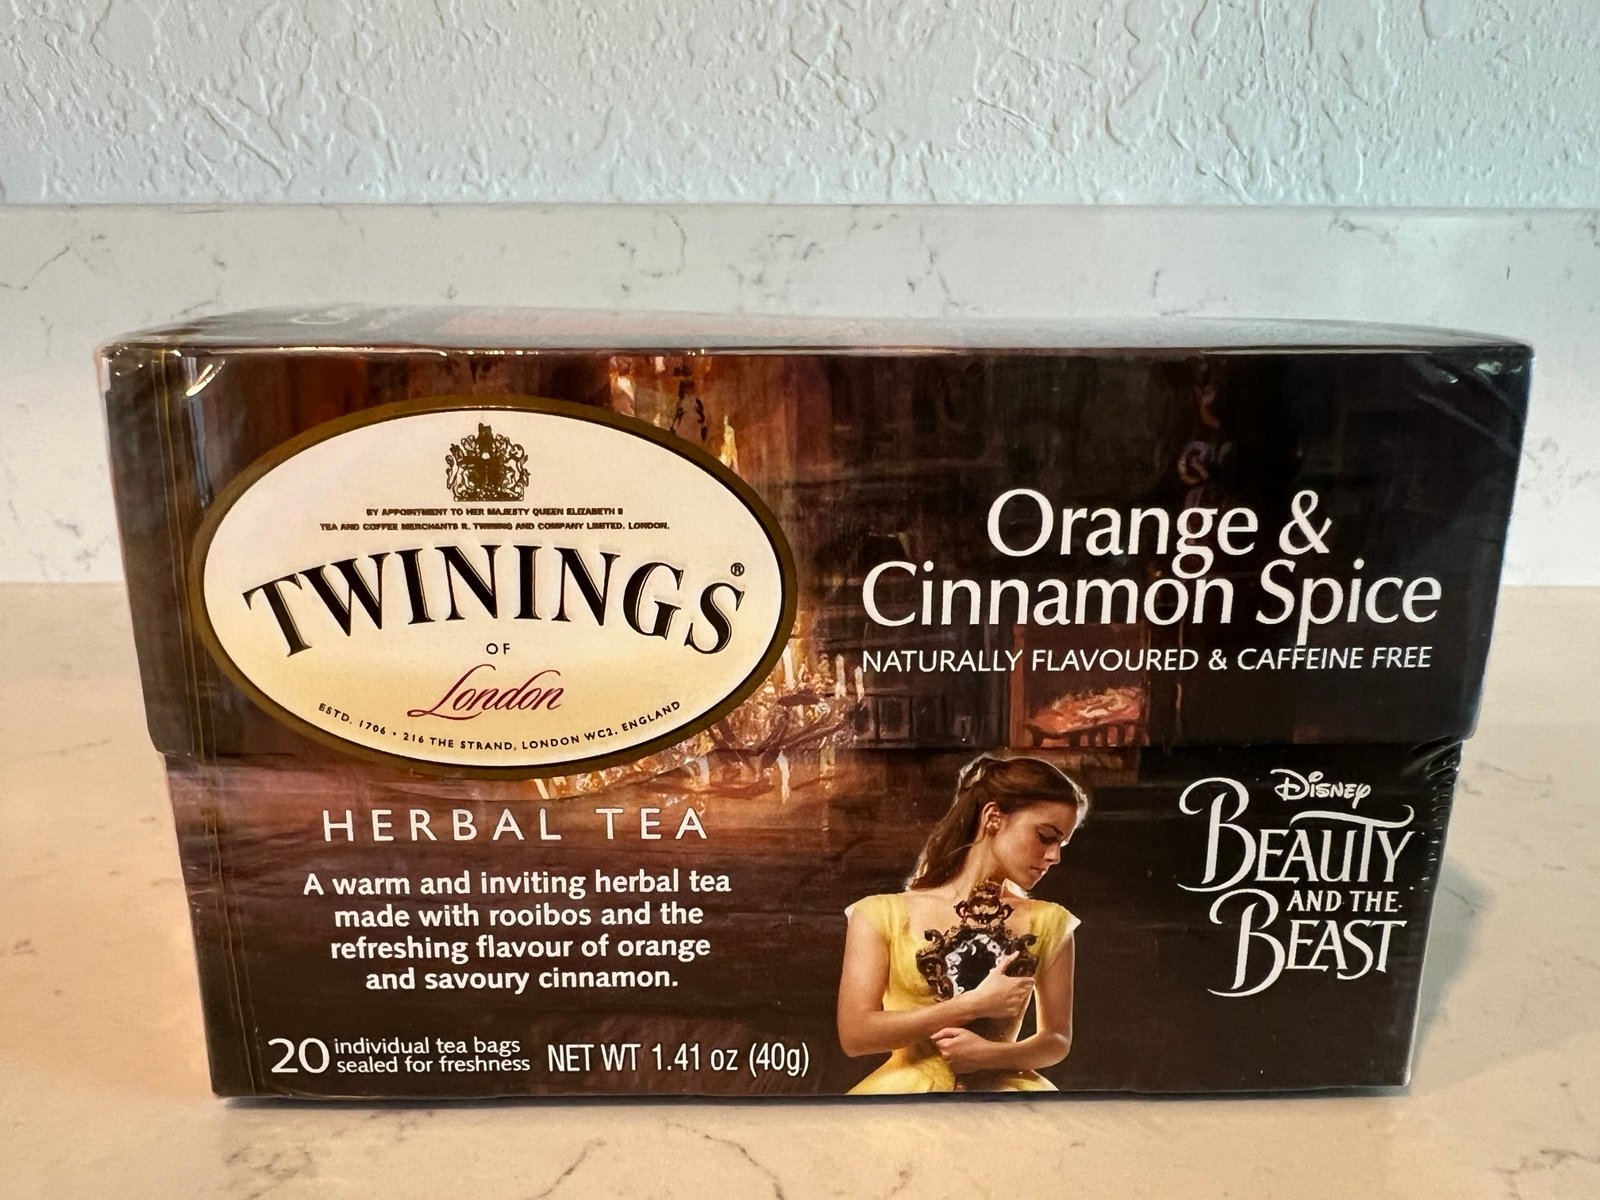 BY APPOINTMENT TO HER MAJESTY QUEEN ELIZABETH II
TEA AND COFFEE MERCHANTS R. TWINING AND COMPANY LIMITED. LONDON.
TWININGS®
OF
London
ESTD. 1706 • 216 THE STRAND, LONDON WC2. ENGLAND
Orange &
Cinnamon Spice
NATURALLY FLAVOURED & CAFFEINE FREE
HERBAL TEA
A warm and inviting herbal tea
made with rooibos and the
refreshing flavour of orange
and savoury cinnamon.
20 individual tea bags
sealed for freshness
NET WT 1.41 oz (40g)
DISNEY
BEAUTY
AND THE
BEAST